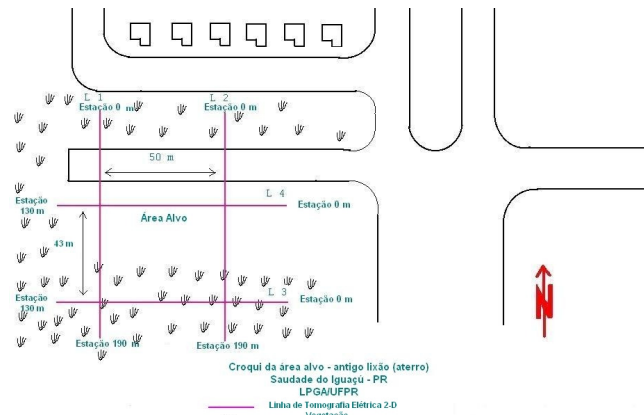 L 1
L 2
Estação 0 m
Estação 0 m
50 m
L 4
Estação
130 m
Área Alvo
Estação 0 m
43 m
L 3
Estação
130 m
Estação 0 m
Estação 190 m
Estação 190 m
N
Croqui da área alvo - antigo lixão (aterro)
Saudade do Iguaçú - PR
LPGA/UFPR
Linha de Tomografia Elétrica 2-D
Vegetação